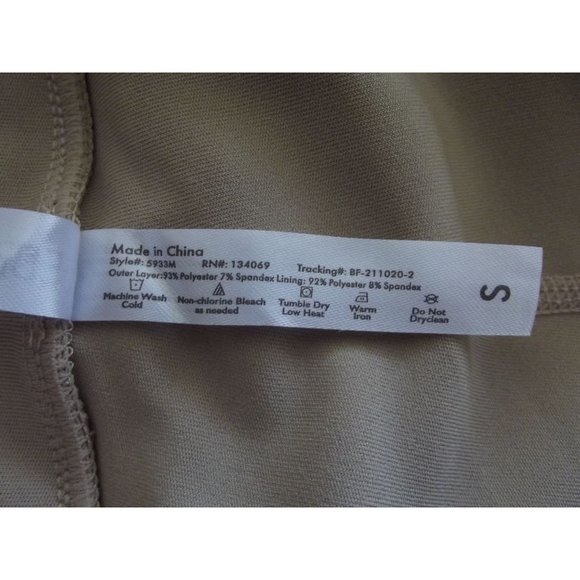 Made in China
Style#: 5933M RN#: 134069 Tracking#: BF-211020-2
Outer Layer:93% Polyester 7% Spandex Lining: 92% Polyester 8% Spandex
Machine Wash Cold
Non-chlorine Bleach as needed
Tumble Dry Low Heat
Warm Iron
Do Not Dryclean
S